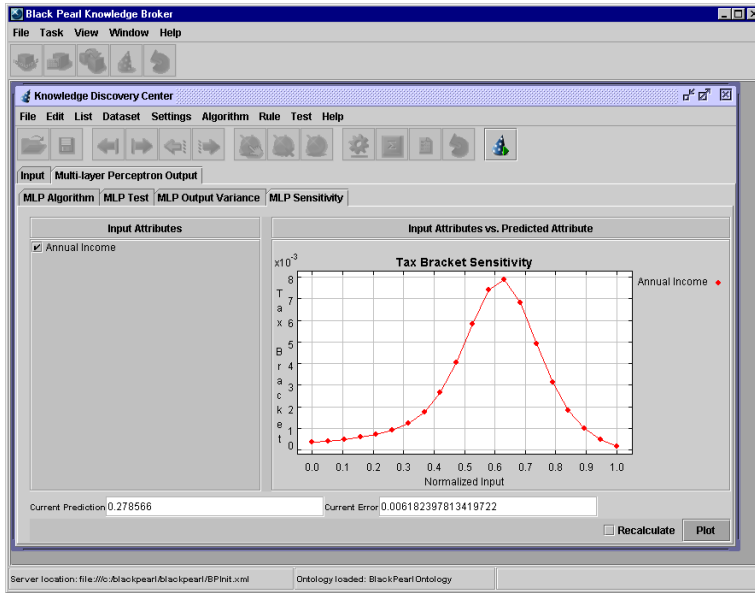 Black Pearl Knowledge Broker
File Task View Window Help
Knowledge Discovery Center
File Edit List Dataset Settings Algorithm Rule Test Help
Input Multi-layer Perceptron Output
MLP Algorithm MLP Test MLP Output Variance MLP Sensitivity
Input Attributes
Annual Income
Input Attributes vs. Predicted Attribute
x10-3
Tax Bracket Sensitivity
Tax Bracket
8
7
6
5
4
3
2
1
0
0.0 0.1 0.2 0.3 0.4 0.5 0.6 0.7 0.8 0.9 1.0
Normalized Input
Annual Income
Current Prediction 0.278566
Current Error 0.006182397813419722
Recalculate Plot
Server location: file:///c:/blackpearl/blackpearl/BPInit.xml
Ontology loaded: BlackPearlOntology